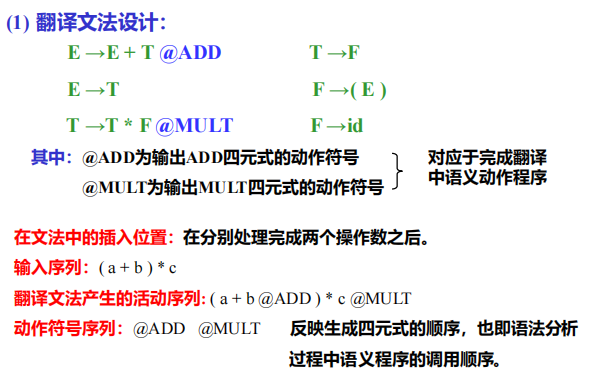 (1) 翻译文法设计：
E →E + T @ADD T →F
E →T F →( E )
T →T * F @MULT F →id
其中：@ADD为输出ADD四元式的动作符号
@MULT为输出MULT四元式的动作符号
对应于完成翻译
中语义动作程序
在文法中的插入位置：在分别处理完成两个操作数之后。
输入序列：( a + b ) * c
翻译文法产生的活动序列: ( a + b @ADD ) * c @MULT
动作符号序列：@ADD @MULT 反映生成四元式的顺序，也即语法分析
过程中语义程序的调用顺序。